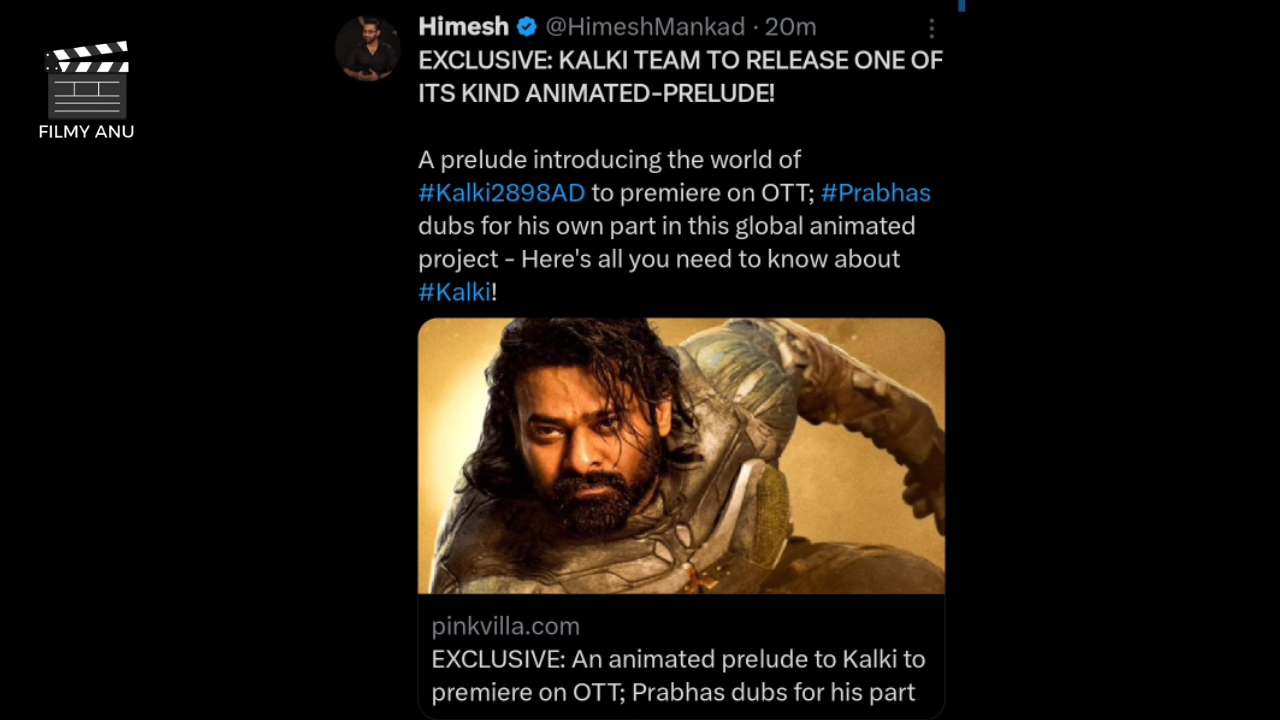 FILMY ANU
Himesh @HimeshMankad · 20m
EXCLUSIVE: KALKI TEAM TO RELEASE ONE OF
ITS KIND ANIMATED-PRELUDE!
A prelude introducing the world of
#Kalki2898AD to premiere on OTT; #Prabhas
dubs for his own part in this global animated
project - Here's all you need to know about
#Kalki!
pinkvilla.com
EXCLUSIVE: An animated prelude to Kalki to
premiere on OTT; Prabhas dubs for his part